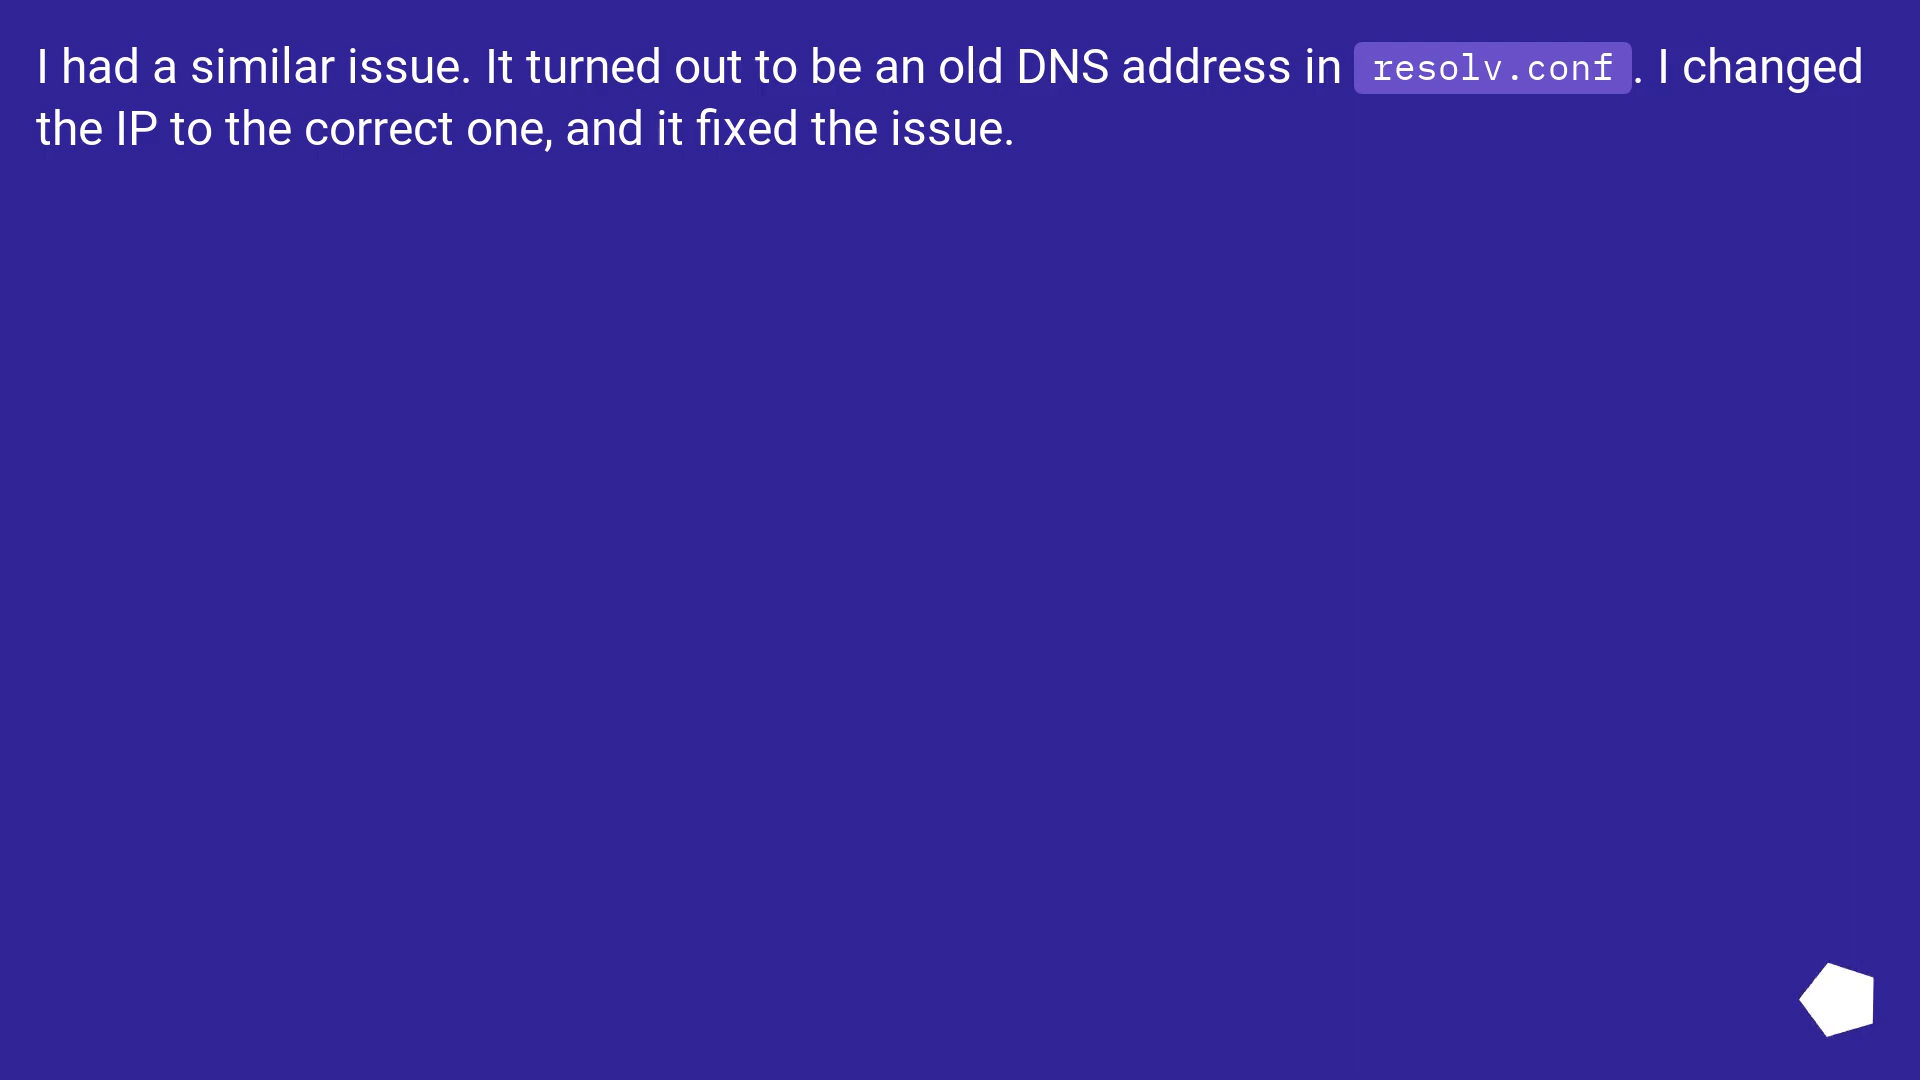 I had a similar issue. It turned out to be an old DNS address in resolv.conf. I changed
the IP to the correct one, and it fixed the issue.